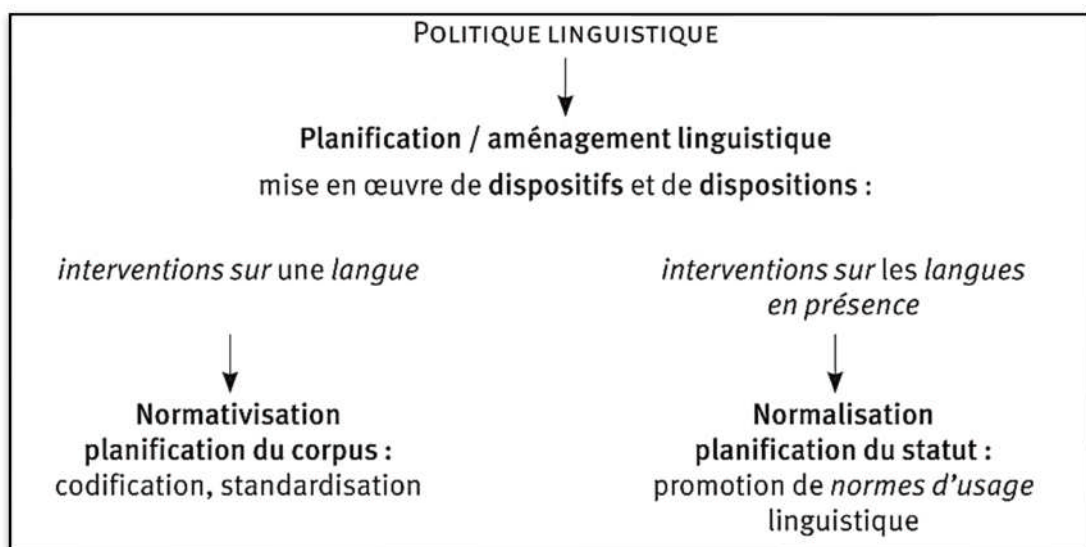 POLITIQUE LINGUISTIQUE
Planification / aménagement linguistique
mise en œuvre de dispositifs et de dispositions :
interventions sur une langue
interventions sur les langues
en présence
Normativisation
planification du corpus :
codification, standardisation
Normalisation
planification du statut :
promotion de normes d'usage
linguistique